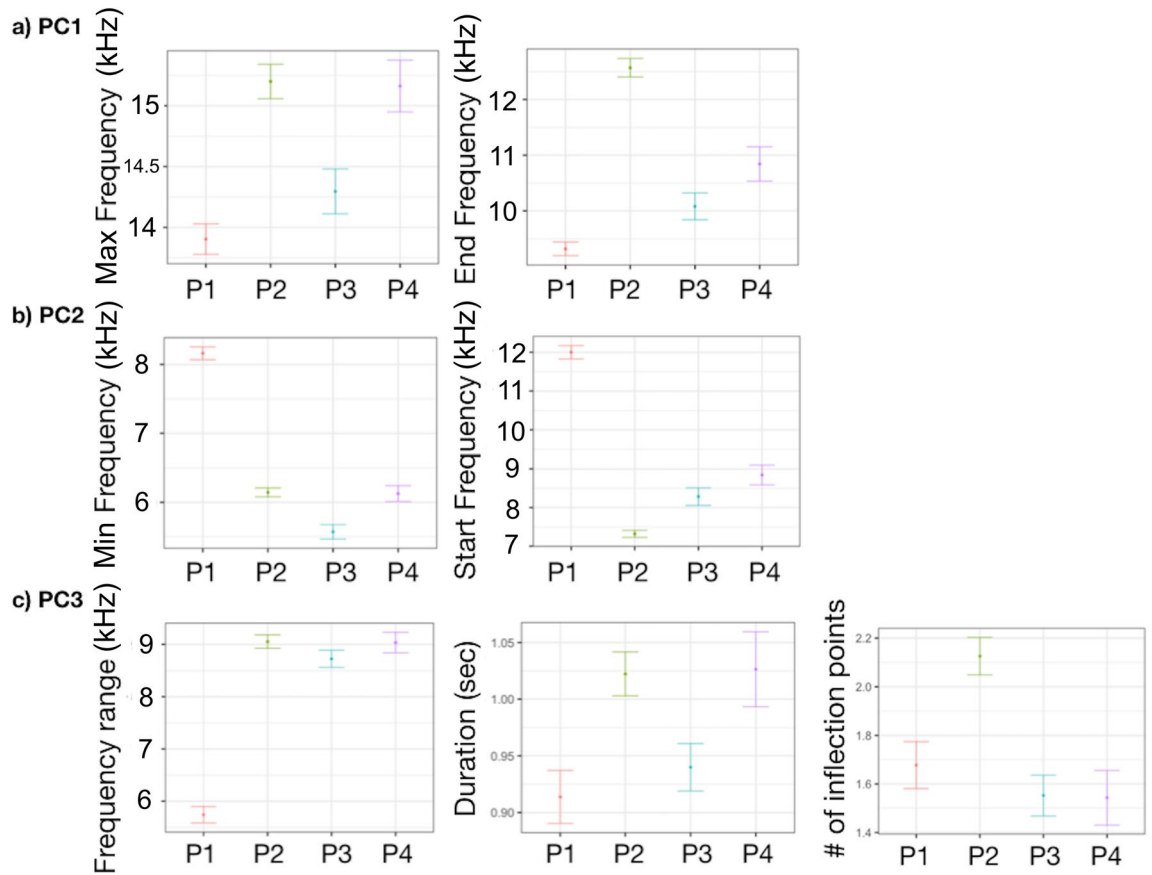 a) PC1
Max Frequency (kHz)
15
14.5
14
P1 P2 P3 P4
End Frequency (kHz)
12
11
10
P1 P2 P3 P4
b) PC2
Min Frequency (kHz)
8
7
6
P1 P2 P3 P4
Start Frequency (kHz)
12
11
10
9
8
7
P1 P2 P3 P4
c) PC3
Frequency range (kHz)
9
8
7
6
P1 P2 P3 P4
Duration (sec)
1.05
1.00
0.95
0.90
P1 P2 P3 P4
# of inflection points
2.2
2.0
1.8
1.6
1.4
P1 P2 P3 P4